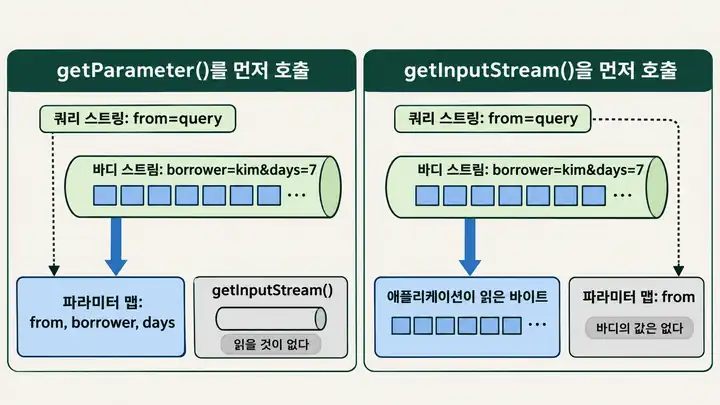 getParameter()를 먼저 호출
쿼리 스트링: from=query
바디 스트림: borrower=kim&days=7
...
파라미터 맵:
from, borrower, days
getInputStream()
읽을 것이 없다
getInputStream()을 먼저 호출
쿼리 스트링: from=query
바디 스트림: borrower=kim&days=7
...
애플리케이션이 읽은 바이트
...
파라미터 맵: from
바디의 값은 없다